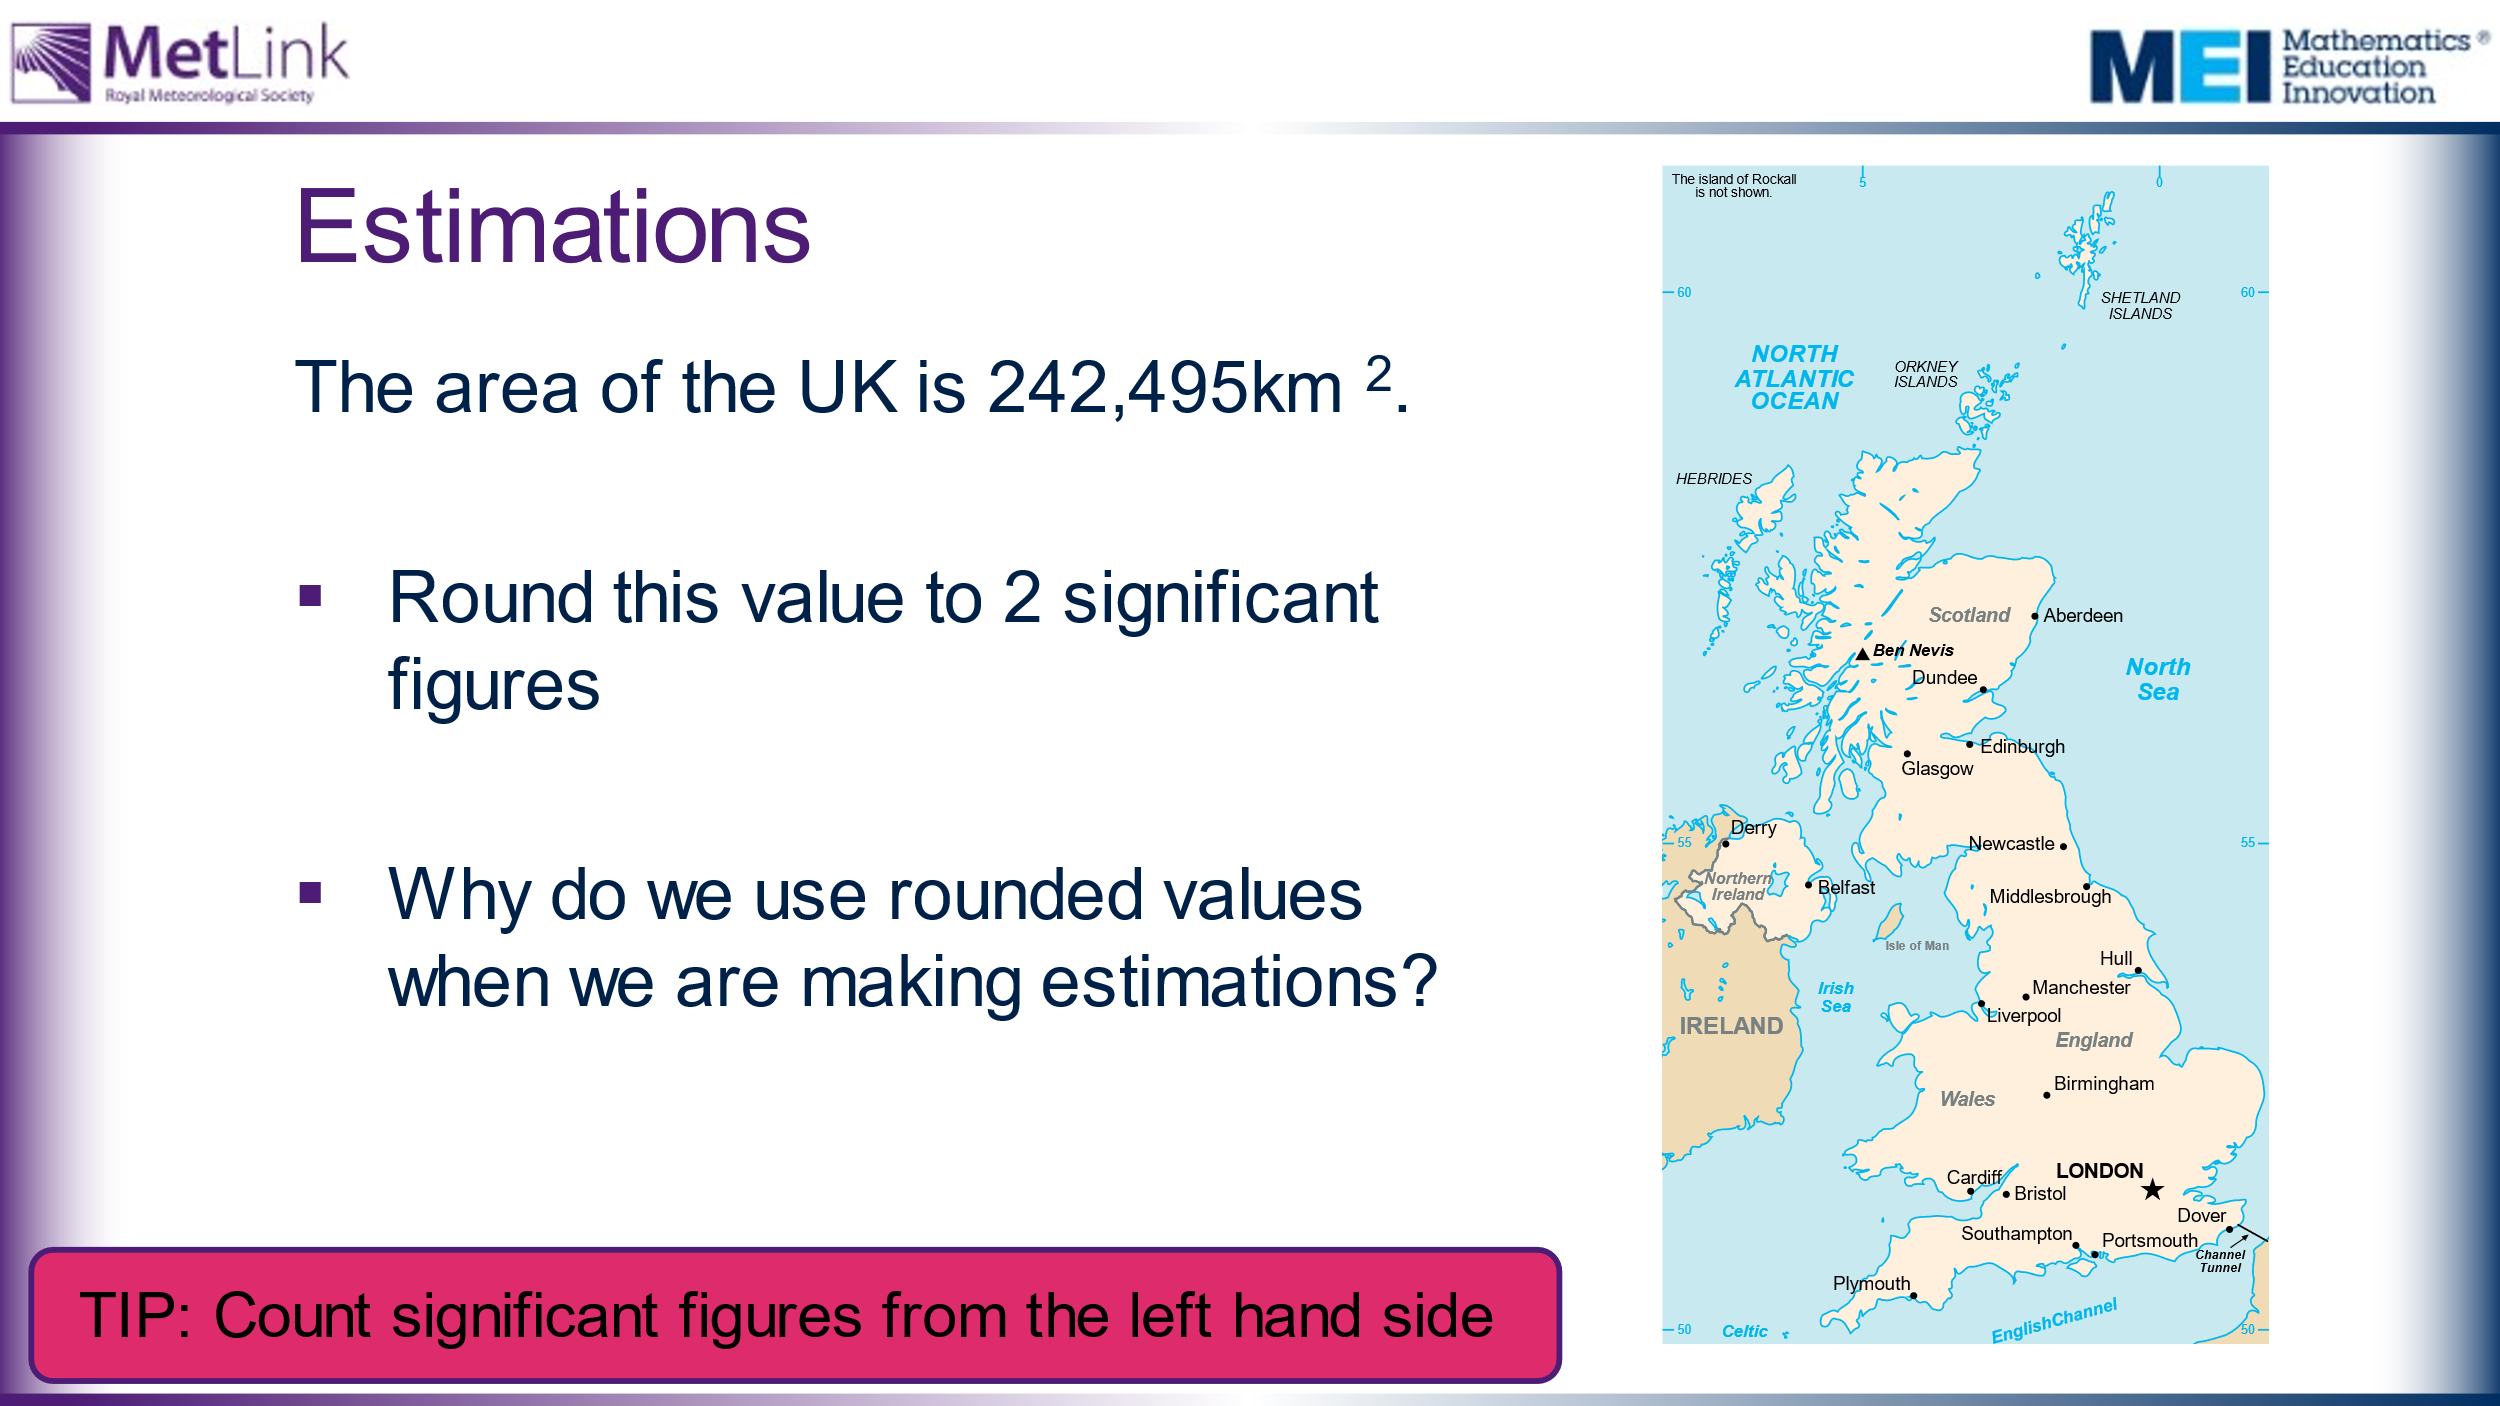 MetLink
Royal Meteorological Society
MEI
Mathematics ®
Education
Innovation
Estimations
The area of the UK is 242,495km ².
▪ Round this value to 2 significant
figures
▪ Why do we use rounded values
when we are making estimations?
TIP: Count significant figures from the left hand side
The island of Rockall
is not shown.
5
0
60
60
SHETLAND
ISLANDS
NORTH
ATLANTIC
OCEAN
ORKNEY
ISLANDS
HEBRIDES
Scotland
Aberdeen
Ben Nevis
Dundee
North
Sea
Edinburgh
Glasgow
Derry
55
Newcastle
55
Northern
Ireland
Belfast
Middlesbrough
Isle of Man
Hull
Irish
Sea
Manchester
Liverpool
IRELAND
England
Birmingham
Wales
LONDON
Cardiff
Bristol
Dover
Southampton
Portsmouth
Channel
Tunnel
Plymouth
EnglishChannel
50
Celtic
50